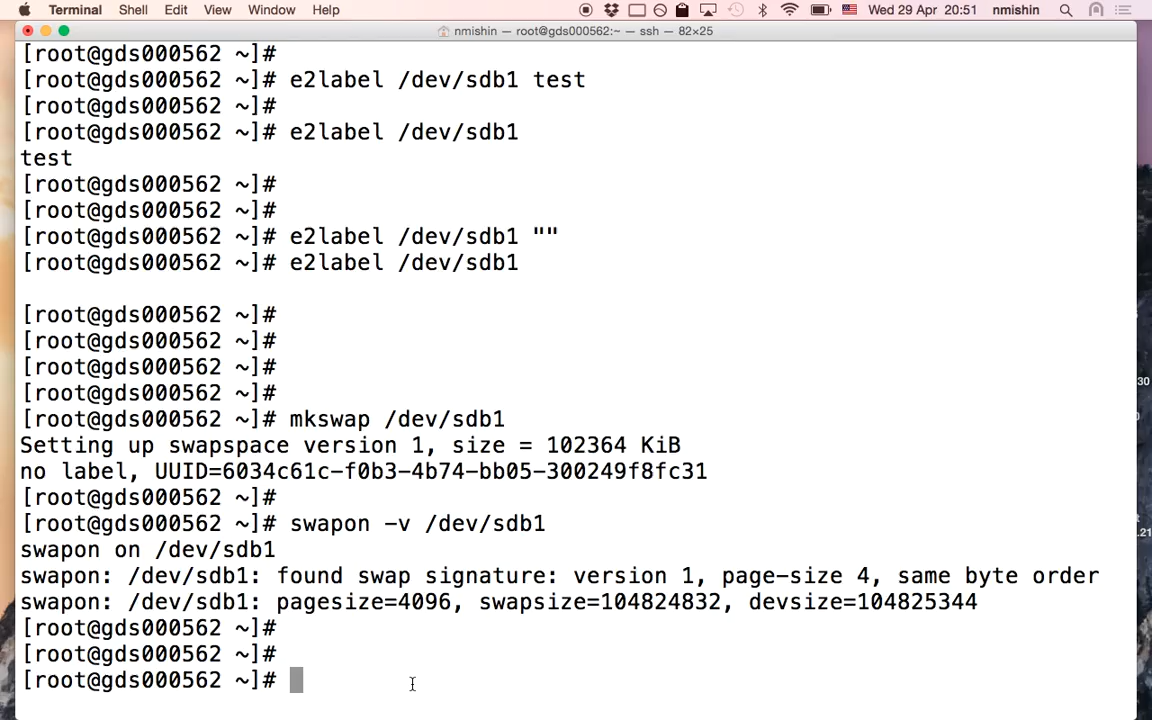 Terminal Shell Edit View Window Help Wed 29 Apr 20:51 nmishin
nmishin — root@gds000562:~ — ssh — 82×25
[root@gds000562 ~]#
[root@gds000562 ~]# e2label /dev/sdb1 test
[root@gds000562 ~]#
[root@gds000562 ~]# e2label /dev/sdb1
test
[root@gds000562 ~]#
[root@gds000562 ~]#
[root@gds000562 ~]# e2label /dev/sdb1 ""
[root@gds000562 ~]# e2label /dev/sdb1
[root@gds000562 ~]#
[root@gds000562 ~]#
[root@gds000562 ~]#
[root@gds000562 ~]#
[root@gds000562 ~]# mkswap /dev/sdb1
Setting up swapspace version 1, size = 102364 KiB
no label, UUID=6034c61c-f0b3-4b74-bb05-300249f8fc31
[root@gds000562 ~]#
[root@gds000562 ~]# swapon -v /dev/sdb1
swapon on /dev/sdb1
swapon: /dev/sdb1: found swap signature: version 1, page-size 4, same byte order
swapon: /dev/sdb1: pagesize=4096, swapsize=104824832, devsize=104825344
[root@gds000562 ~]#
[root@gds000562 ~]#
[root@gds000562 ~]#
30
.21